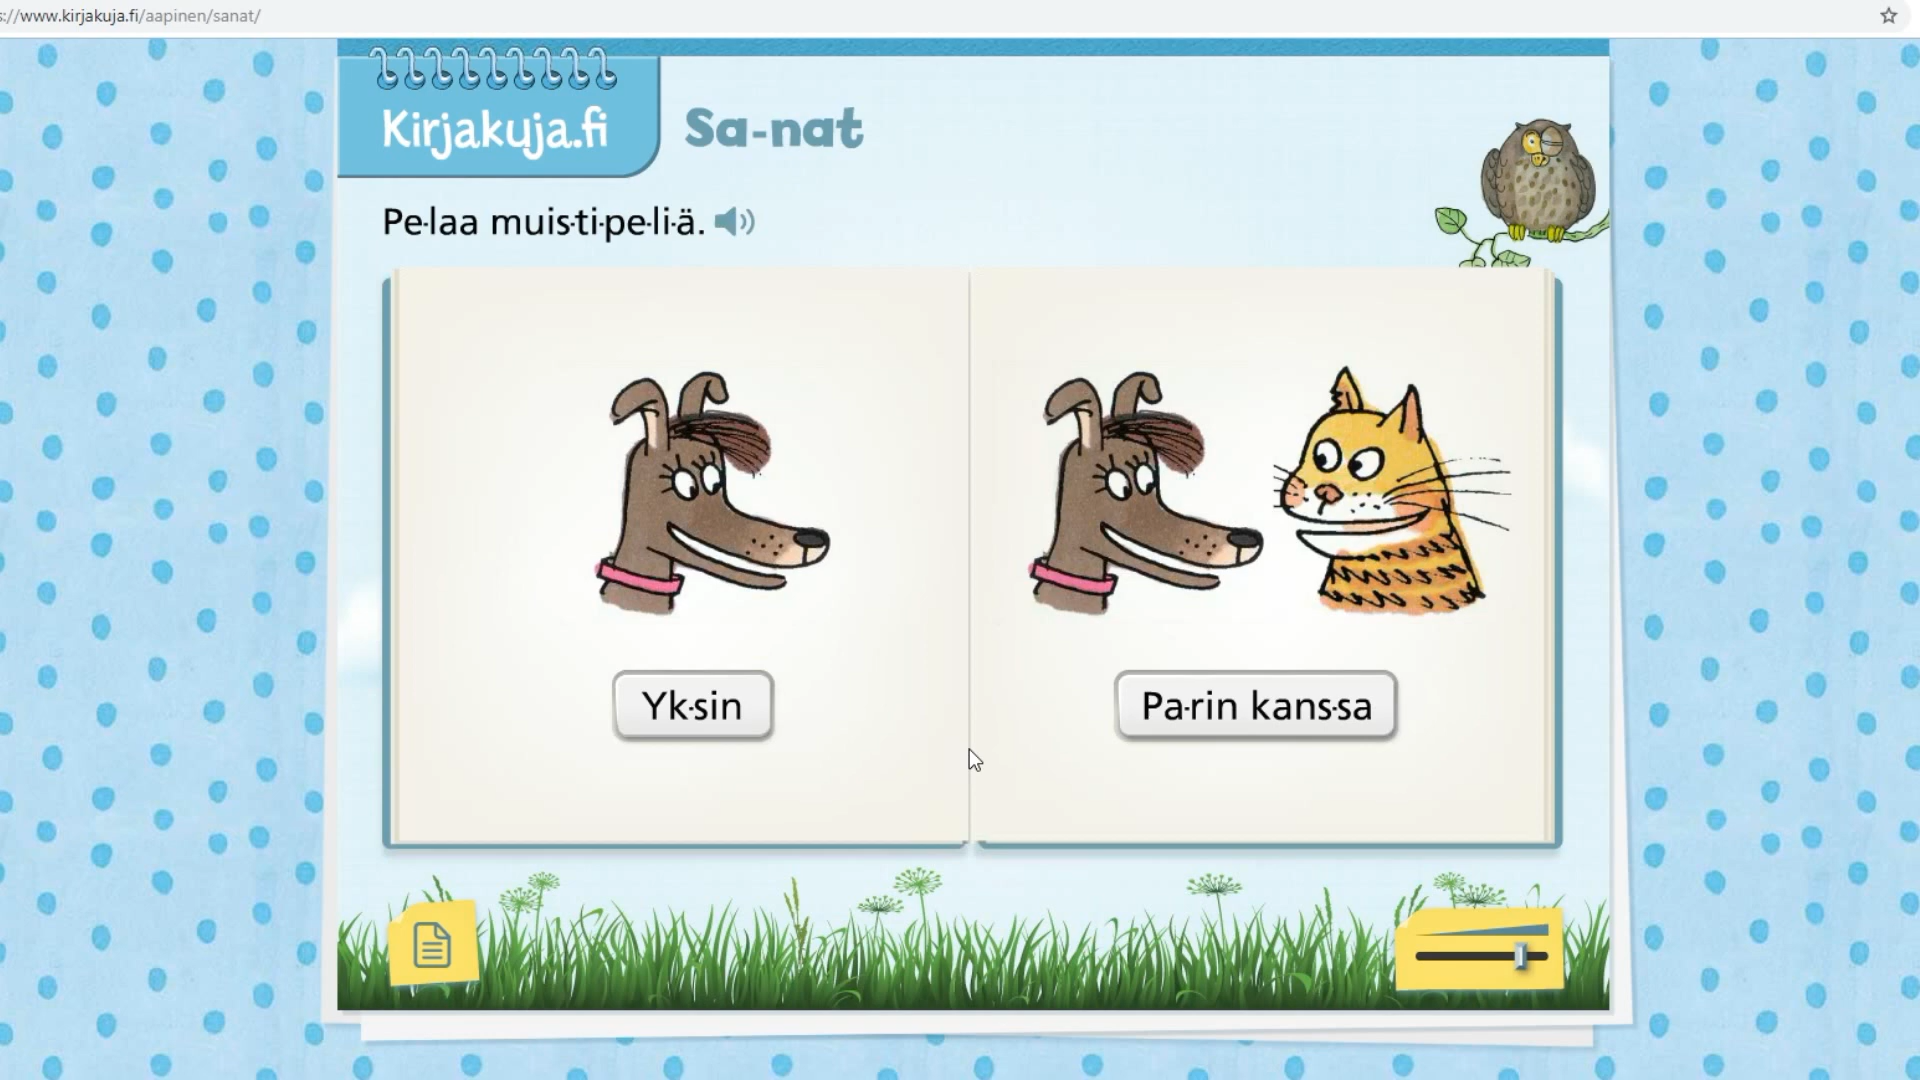 ://www.kirjakuja.fi/aapinen/sanat/
Kirjakuja.fi
Sa-nat
Pe·laa muis·ti·pe·li·ä.
Yk·sin
Pa·rin kans·sa